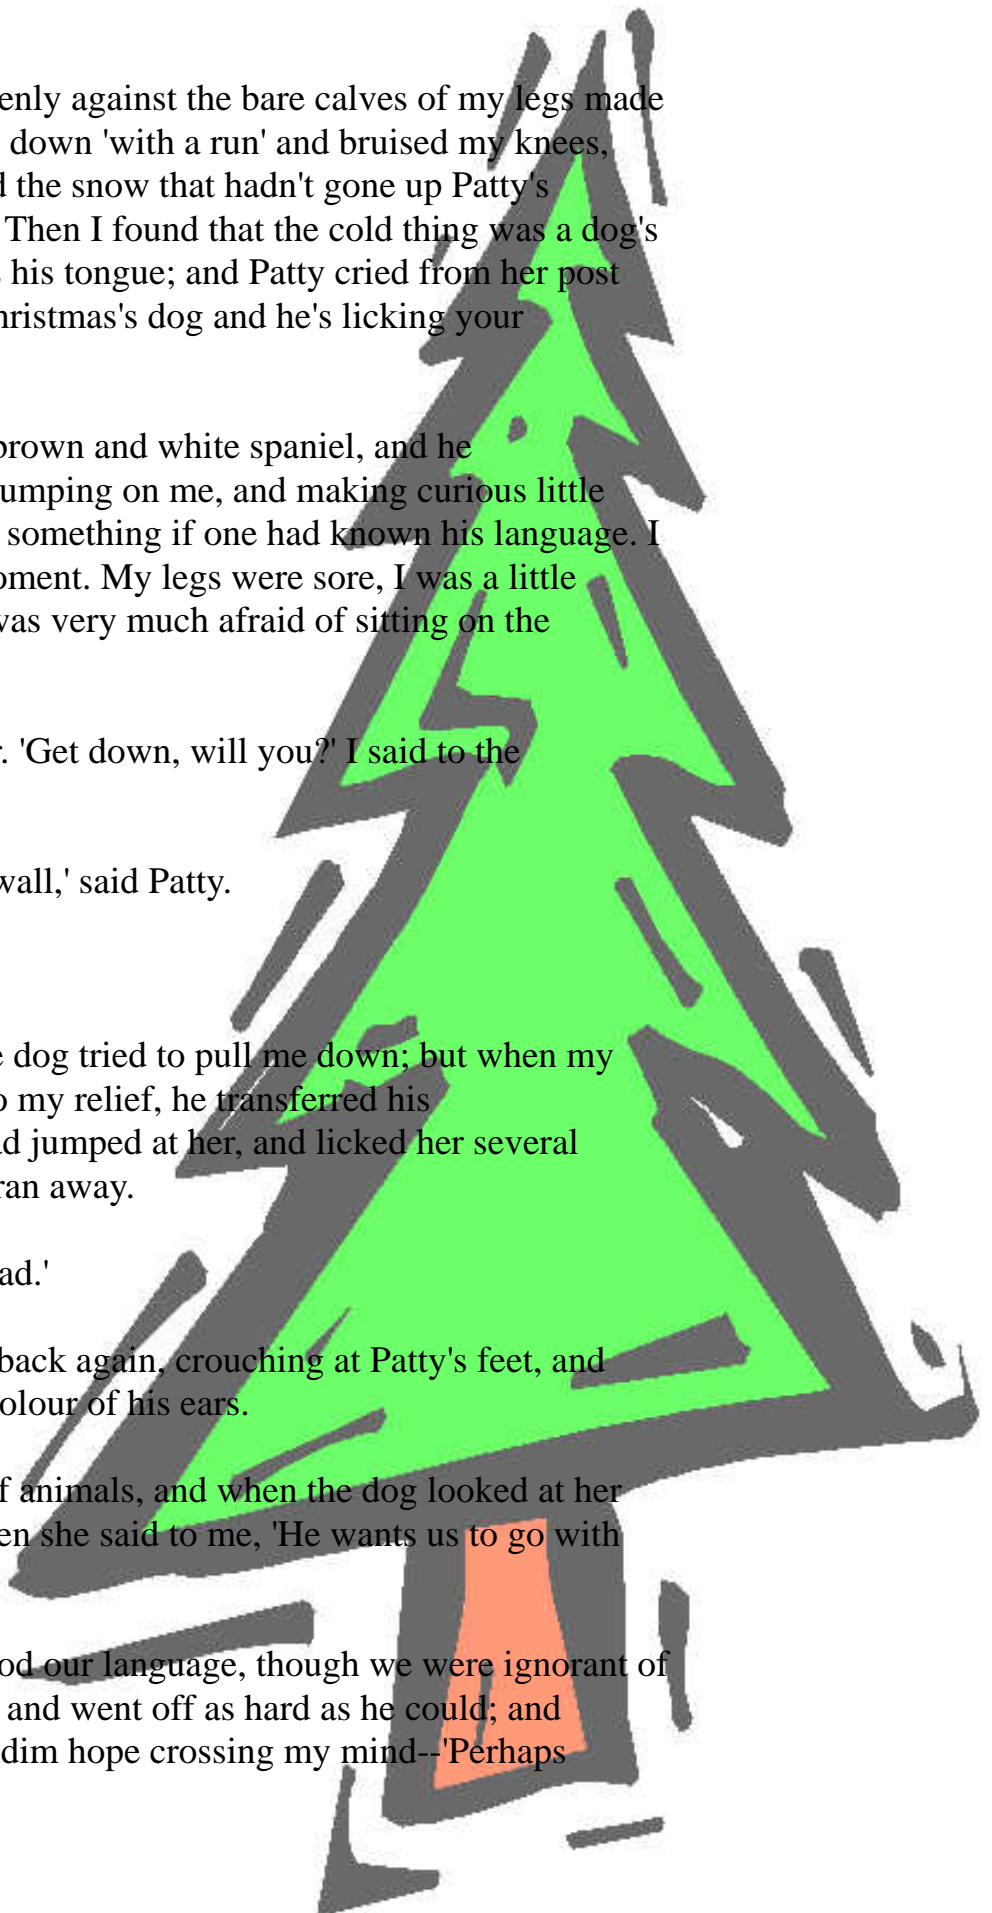 enly against the bare calves of my legs made
down 'with a run' and bruised my knees,
d the snow that hadn't gone up Patty's
Then I found that the cold thing was a dog's
s his tongue; and Patty cried from her post
hristmas's dog and he's licking your
brown and white spaniel, and he
umping on me, and making curious little
something if one had known his language. I
oment. My legs were sore, I was a little
was very much afraid of sitting on the
r. 'Get down, will you?' I said to the
wall,' said Patty.
e dog tried to pull me down; but when my
o my relief, he transferred his
ad jumped at her, and licked her several
ran away.
ad.'
back again, crouching at Patty's feet, and
olour of his ears.
f animals, and when the dog looked at her
en she said to me, 'He wants us to go with
od our language, though we were ignorant of
and went off as hard as he could; and
dim hope crossing my mind--'Perhaps